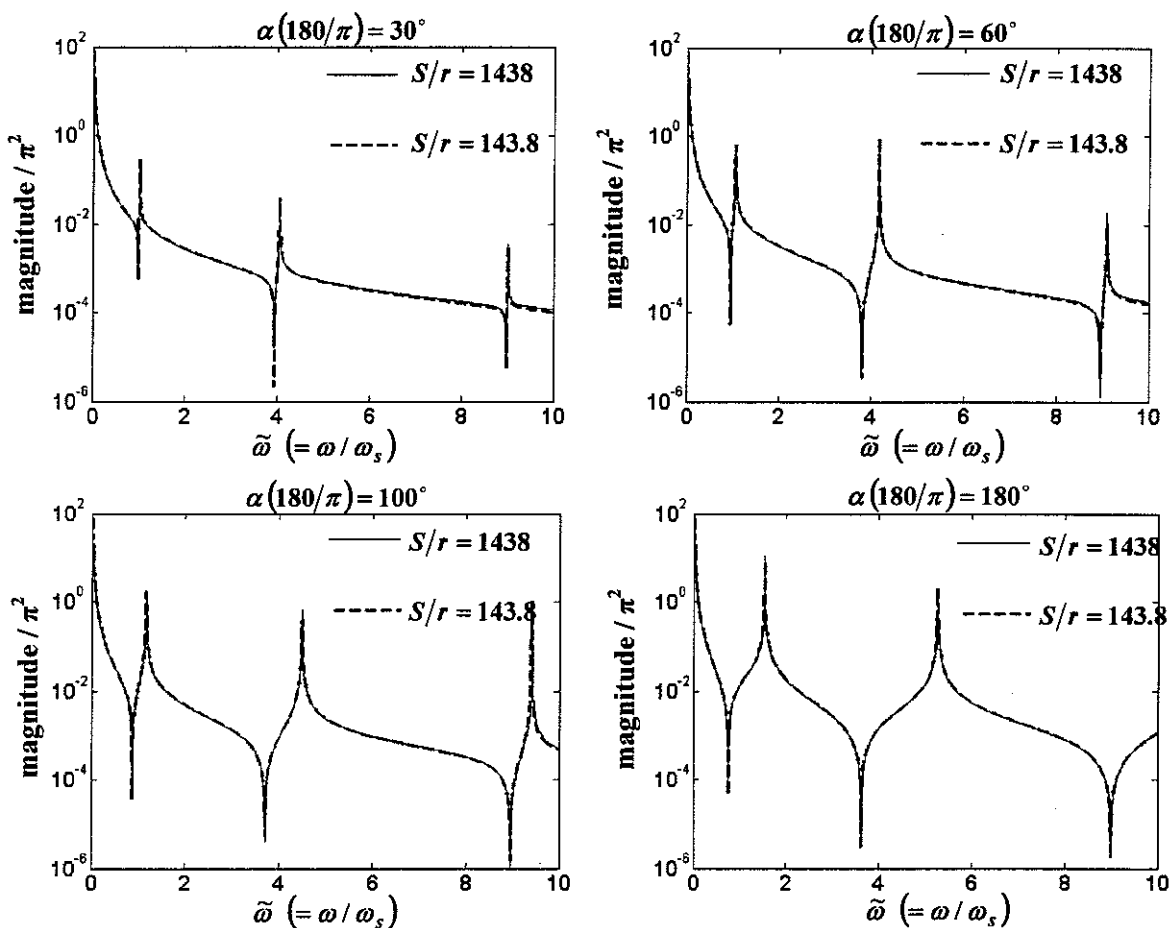 α(180/π) = 30°
S/r = 1438
S/r = 143.8
10²
10⁰
10⁻²
10⁻⁴
10⁻⁶
magnitude / π²
0 2 4 6 8 10
ω̃ (= ω/ωₛ)
α(180/π) = 60°
S/r = 1438
S/r = 143.8
10²
10⁰
10⁻²
10⁻⁴
10⁻⁶
magnitude / π²
0 2 4 6 8 10
ω̃ (= ω/ωₛ)
α(180/π) = 100°
S/r = 1438
S/r = 143.8
10²
10⁰
10⁻²
10⁻⁴
10⁻⁶
magnitude / π²
0 2 4 6 8 10
ω̃ (= ω/ωₛ)
α(180/π) = 180°
S/r = 1438
S/r = 143.8
10²
10⁰
10⁻²
10⁻⁴
10⁻⁶
magnitude / π²
0 2 4 6 8 10
ω̃ (= ω/ωₛ)